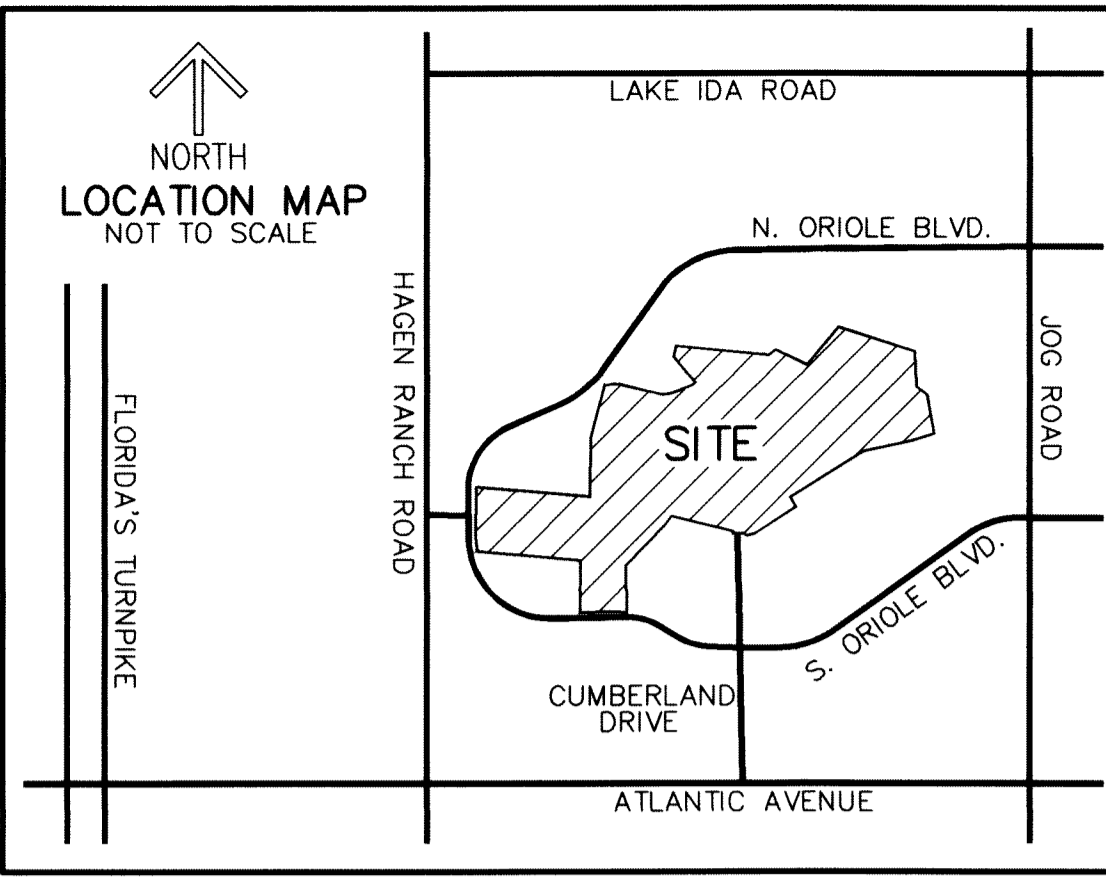 NORTH
LOCATION MAP
NOT TO SCALE
LAKE IDA ROAD
N. ORIOLE BLVD.
HAGEN RANCH ROAD
JOG ROAD
FLORIDA'S TURNPIKE
SITE
S. ORIOLE BLVD.
CUMBERLAND
DRIVE
ATLANTIC AVENUE